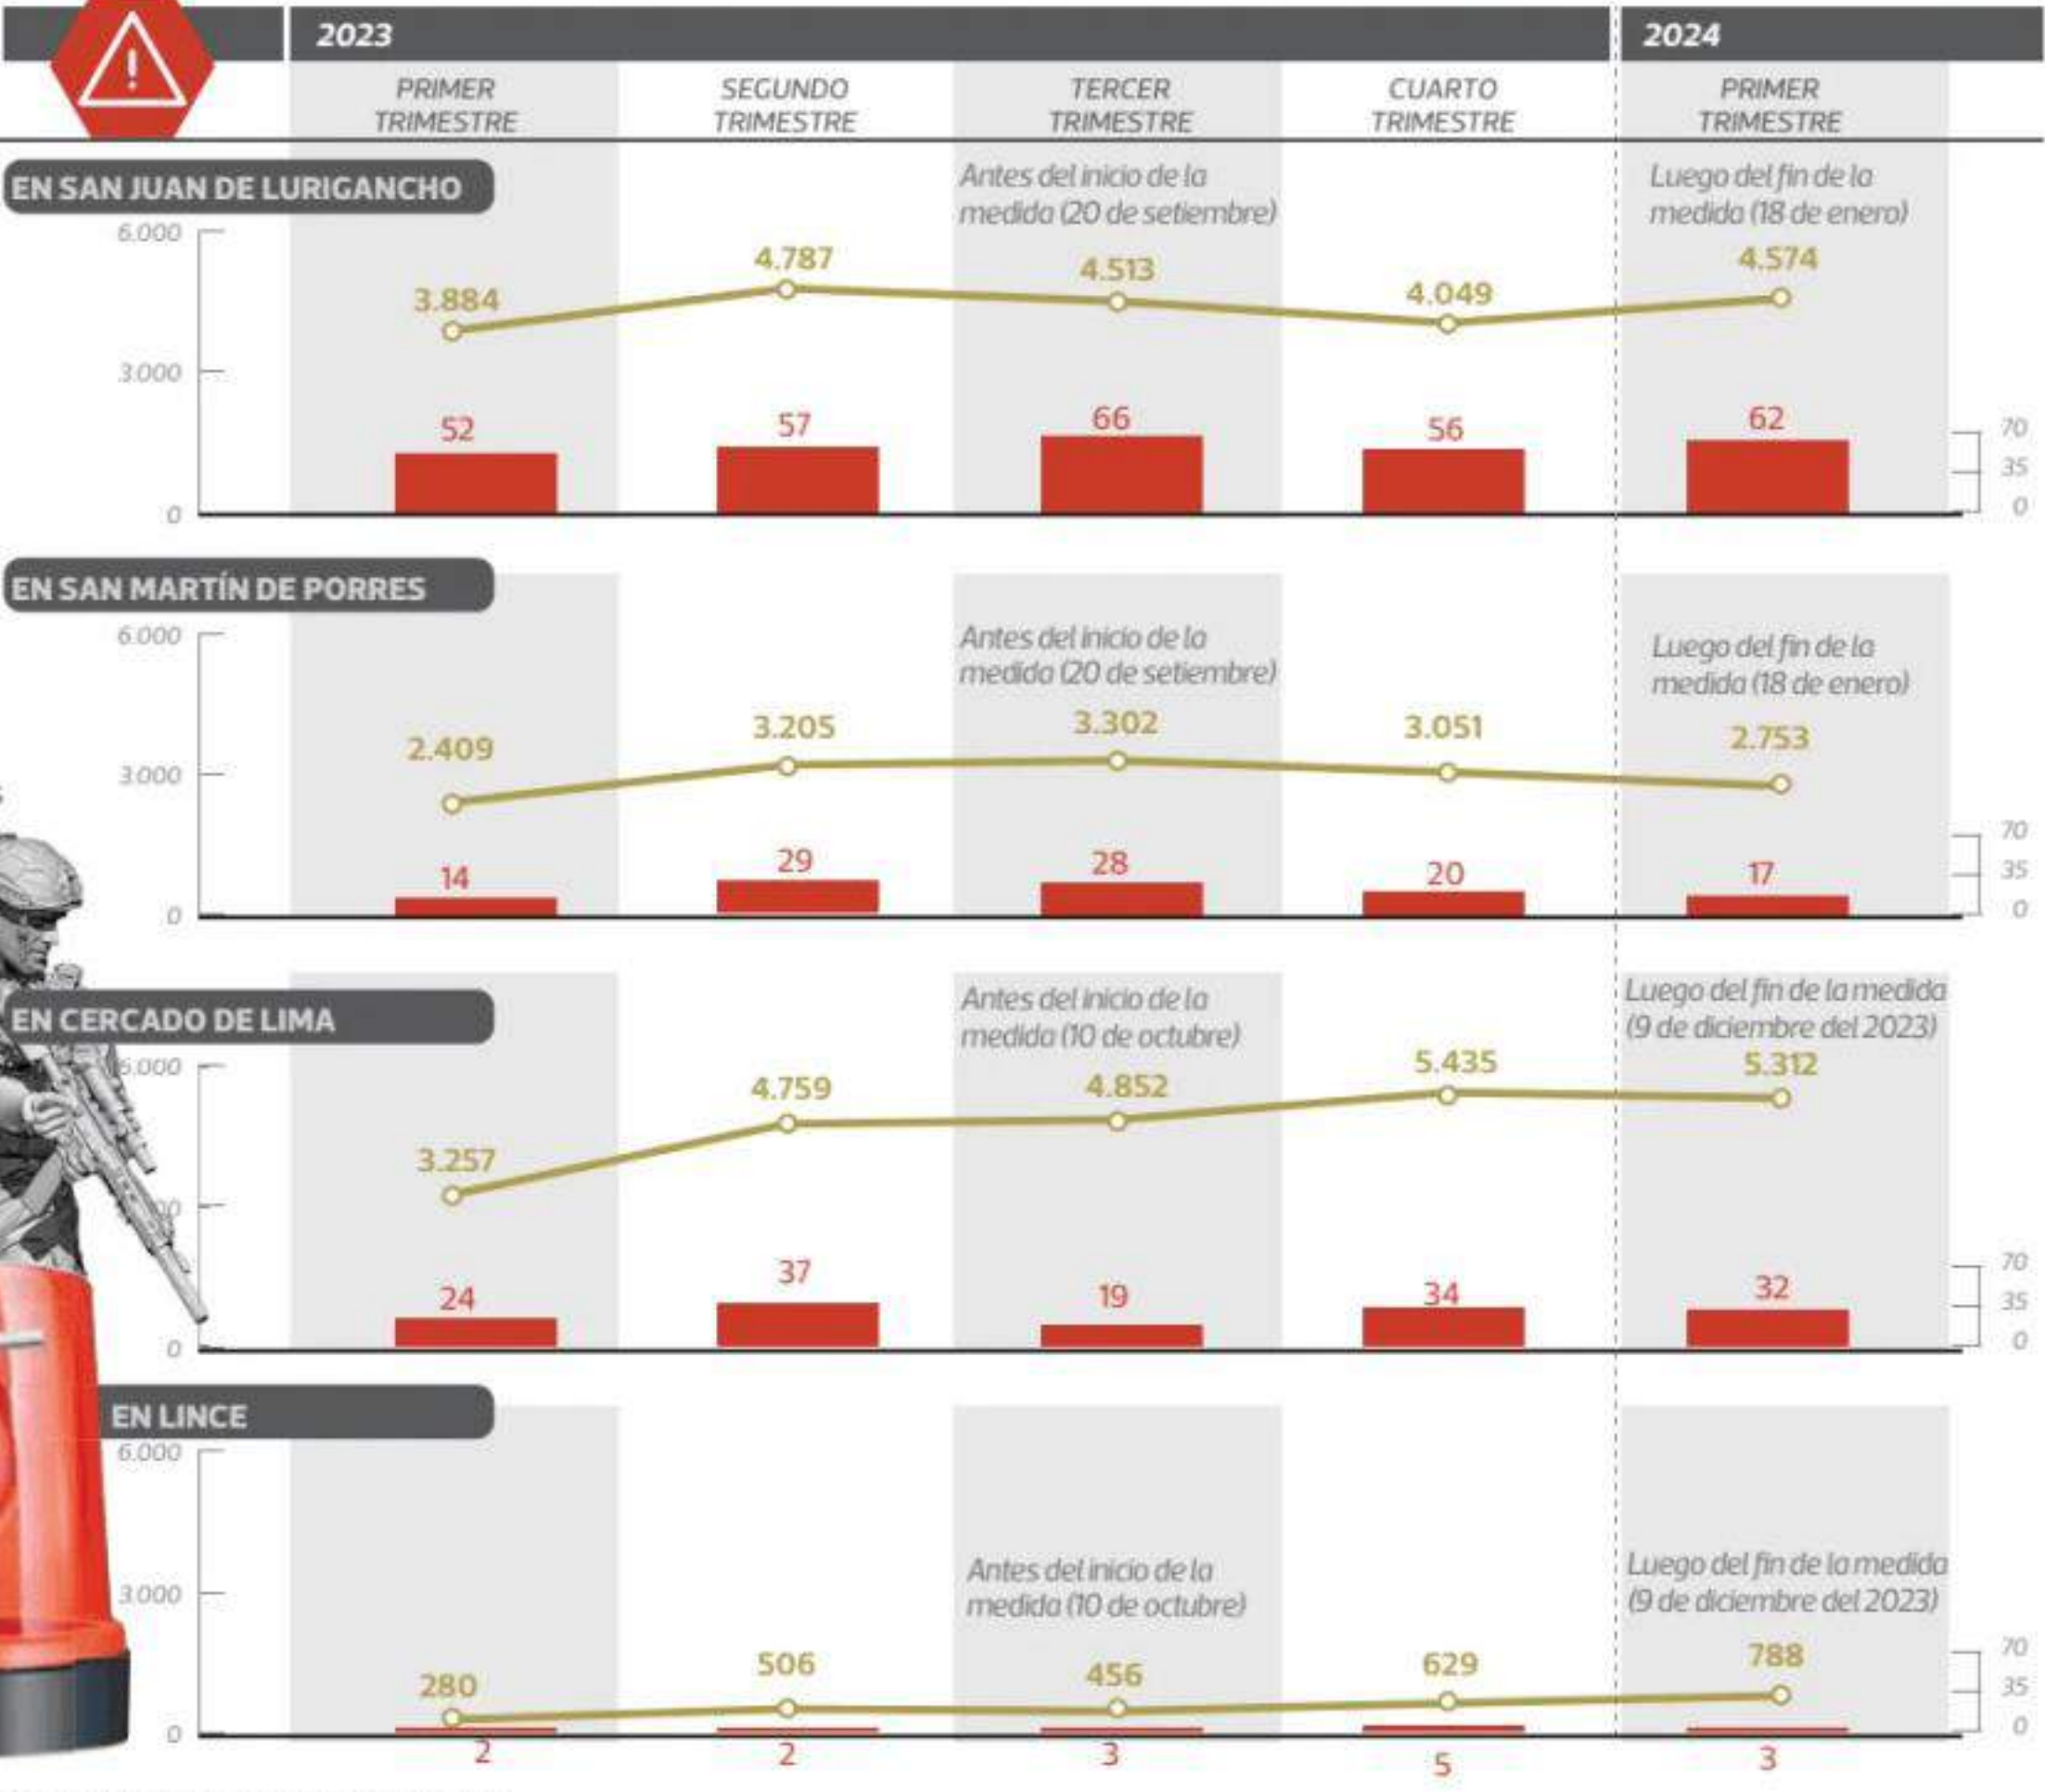 2023
2024
PRIMER
TRIMESTRE
SEGUNDO
TRIMESTRE
TERCER
TRIMESTRE
CUARTO
TRIMESTRE
PRIMER
TRIMESTRE
EN SAN JUAN DE LURIGANCHO
Antes del inicio de la
medida (20 de setiembre)
Luego del fin de la
medida (18 de enero)
6.000
3.000
0
3.884
4.787
4.513
4.049
4.574
52
57
66
56
62
70
35
0
EN SAN MARTÍN DE PORRES
Antes del inicio de la
medida (20 de setiembre)
Luego del fin de la
medida (18 de enero)
6.000
3.000
0
2.409
3.205
3.302
3.051
2.753
14
29
28
20
17
70
35
0
EN CERCADO DE LIMA
Antes del inicio de la
medida (10 de octubre)
Luego del fin de la medida
(9 de diciembre del 2023)
6.000
0
3.257
4.759
4.852
5.435
5.312
24
37
19
34
32
70
35
0
EN LINCE
6.000
3.000
0
Antes del inicio de la
medida (10 de octubre)
Luego del fin de la medida
(9 de diciembre del 2023)
280
506
456
629
788
70
35
0
2
2
3
5
3